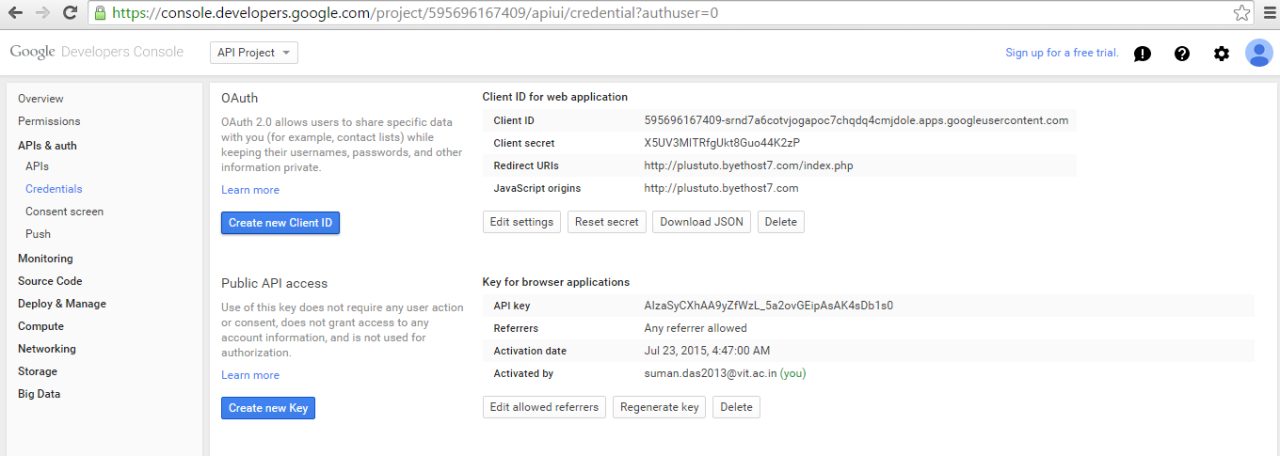 https://console.developers.google.com/project/595696167409/apiui/credential?authuser=0
Google Developers Console
API Project
Sign up for a free trial.
Overview
Permissions
APIs & auth
APIs
Credentials
Consent screen
Push
Monitoring
Source Code
Deploy & Manage
Compute
Networking
Storage
Big Data
OAuth
OAuth 2.0 allows users to share specific data
with you (for example, contact lists) while
keeping their usernames, passwords, and other
information private.
Learn more
Create new Client ID
Client ID for web application
Client ID 595696167409-srnd7a6cotvjogapoc7chqdq4cmjdole.apps.googleusercontent.com
Client secret X5UV3MITRfgUkt8Guo44K2zP
Redirect URIs http://plustuto.byethost7.com/index.php
JavaScript origins http://plustuto.byethost7.com
Edit settings Reset secret Download JSON Delete
Public API access
Use of this key does not require any user action
or consent, does not grant access to any
account information, and is not used for
authorization.
Learn more
Create new Key
Key for browser applications
API key AIzaSyCXhAA9yZfWzL_5a2ovGEipAsAK4sDb1s0
Referrers Any referrer allowed
Activation date Jul 23, 2015, 4:47:00 AM
Activated by suman.das2013@vit.ac.in (you)
Edit allowed referrers Regenerate key Delete